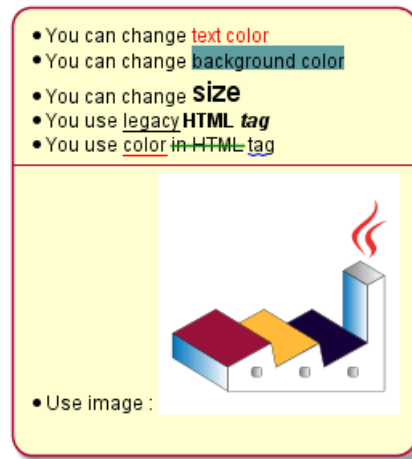 You can change text color
You can change background color
You can change size
You use legacy HTML tag
You use color in HTML tag
Use image :